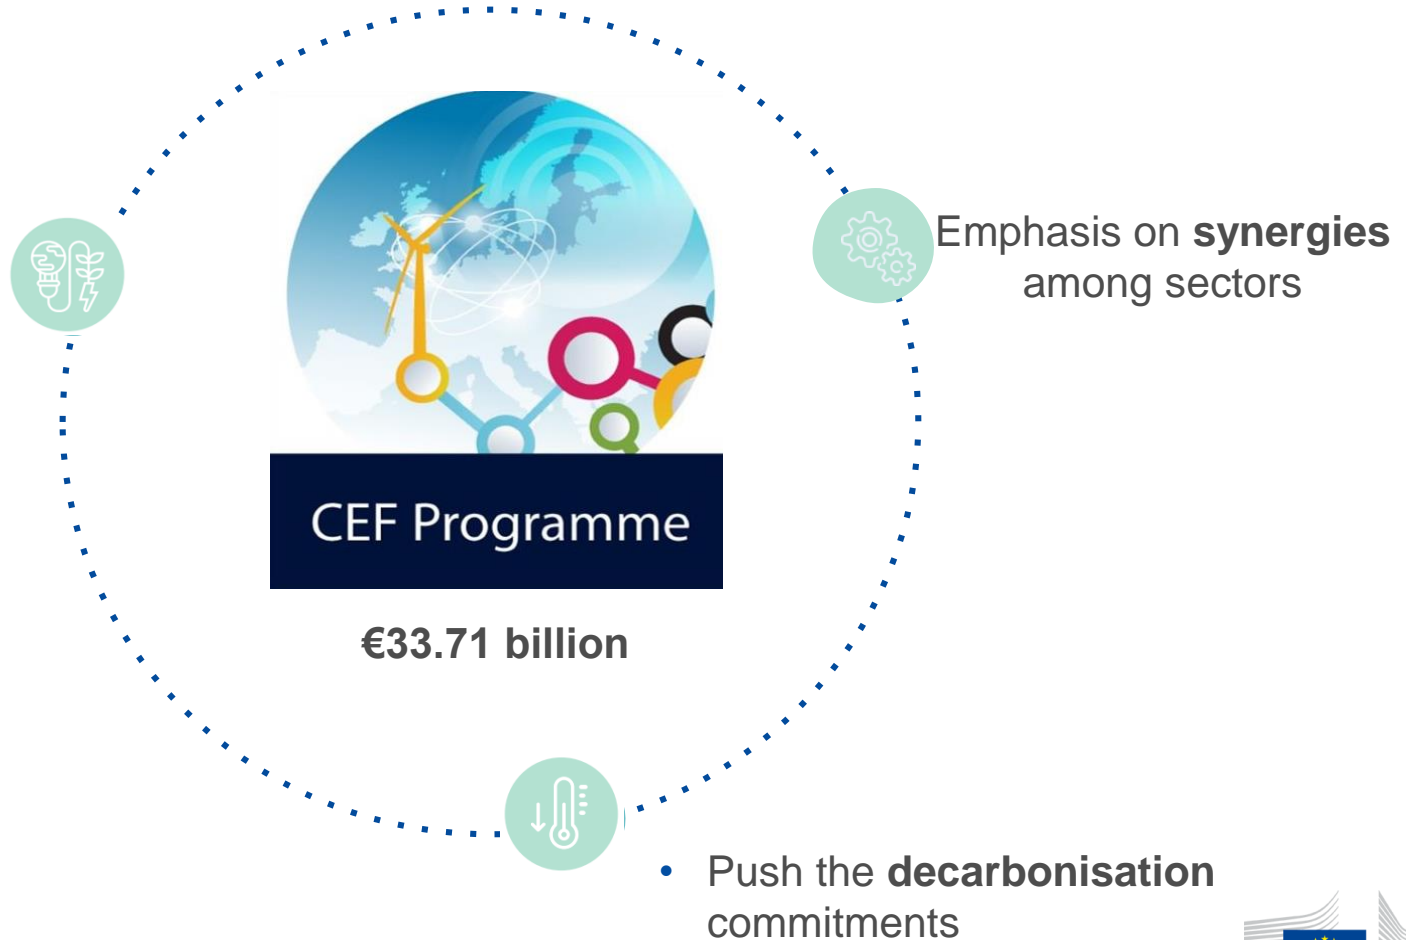 Emphasis on synergies
among sectors
CEF Programme
€33.71 billion
• Push the decarbonisation
commitments